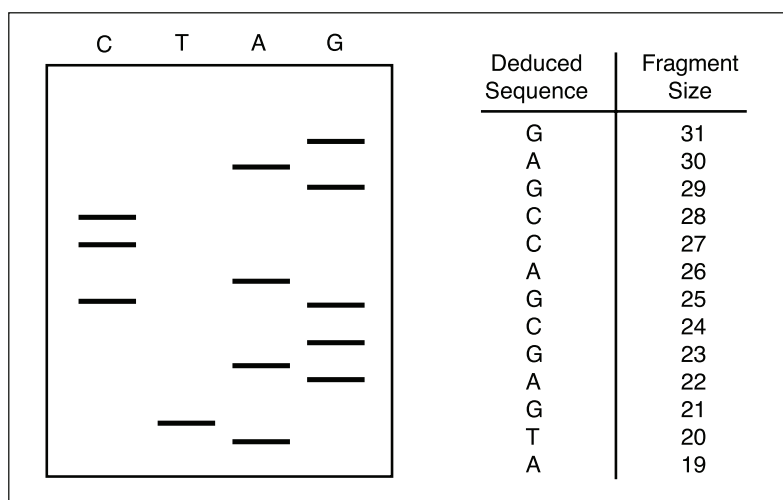 C T A G
Deduced Sequence Fragment Size
G 31
A 30
G 29
C 28
C 27
A 26
G 25
C 24
G 23
A 22
G 21
T 20
A 19